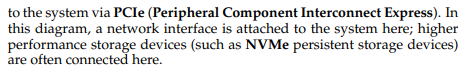 to the system via PCIe (Peripheral Component Interconnect Express). In
this diagram, a network interface is attached to the system here; higher
performance storage devices (such as NVMe persistent storage devices)
are often connected here.